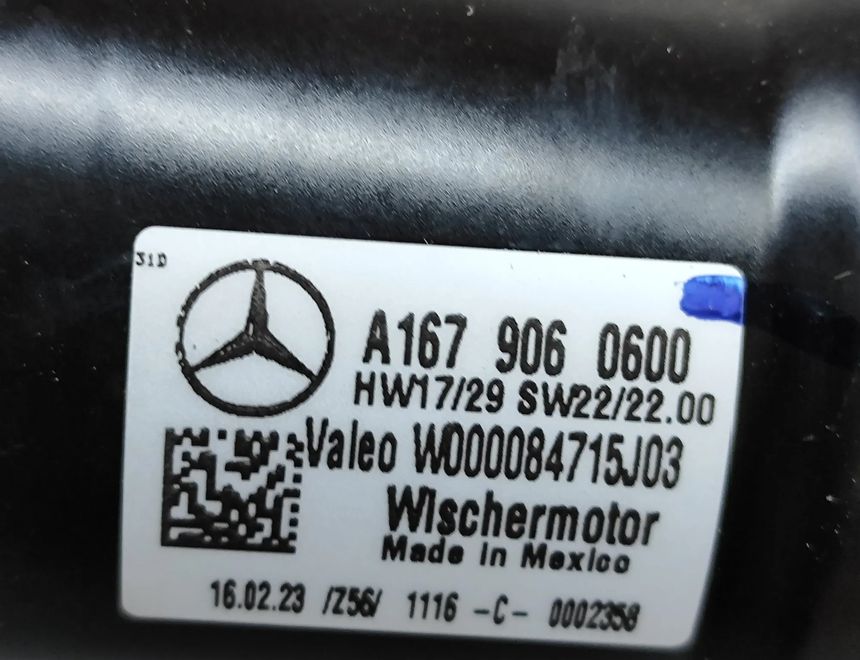 31D
A167 906 0600
HW17/29 SW22/22.00
Valeo W000084715J03
Wischermotor
Made in Mexico
16.02.23 /Z56/ 1116 -C- 0002358